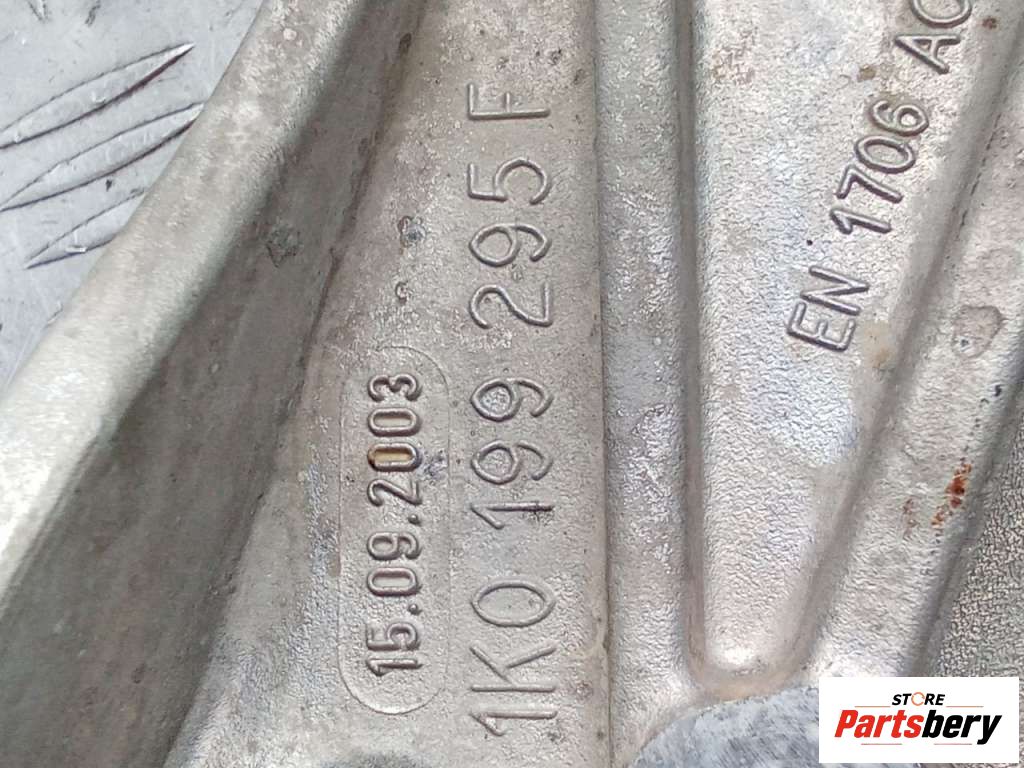 15.09.2003
1K0 199 295 F
EN 1706 AC
STORE
Partsbery